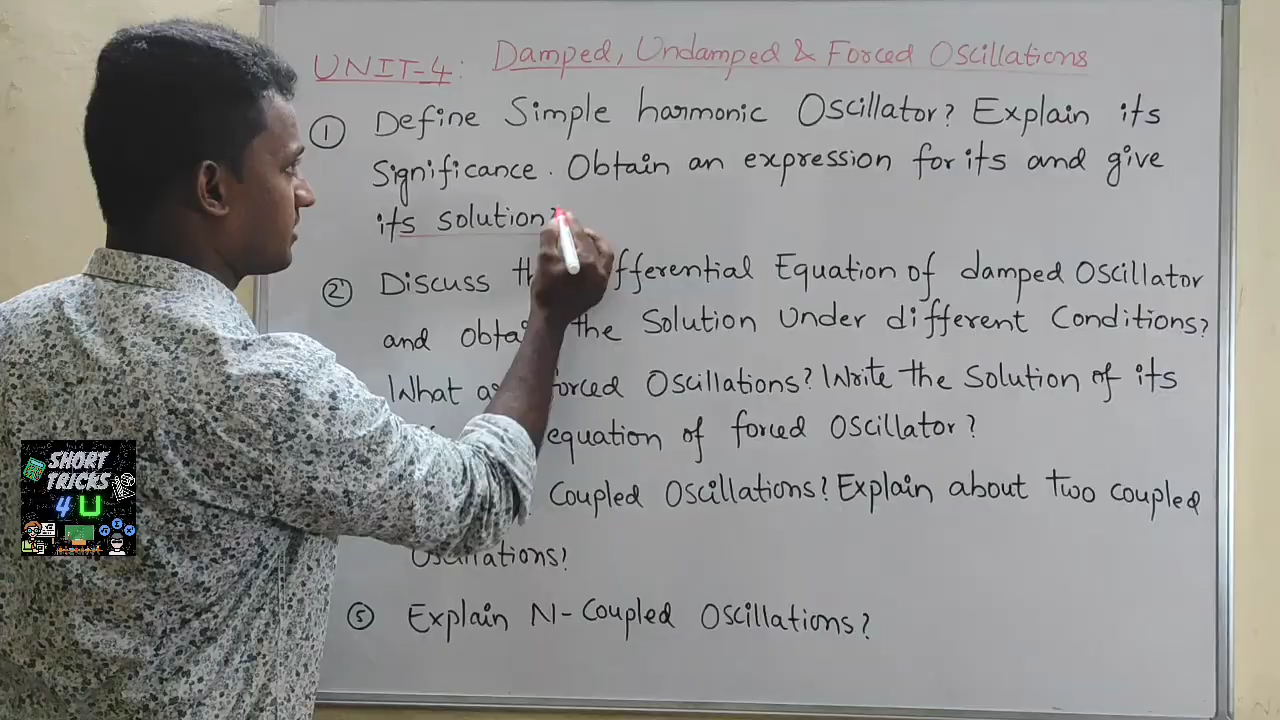 UNIT-4: Damped, Undamped & Forced Oscillations
① Define Simple harmonic Oscillator? Explain its
Significance. Obtain an expression for its and give
its solution?
② Discuss fferential Equation of damped Oscillator
and the Solution Under different Conditions?
What Oscillations? Write the Solution of its
equation of forced Oscillator?
Coupled Oscillations? Explain about two coupled
Oscillations?
⑤ Explain N-Coupled Oscillations?
SHORT
TRICKS
4U